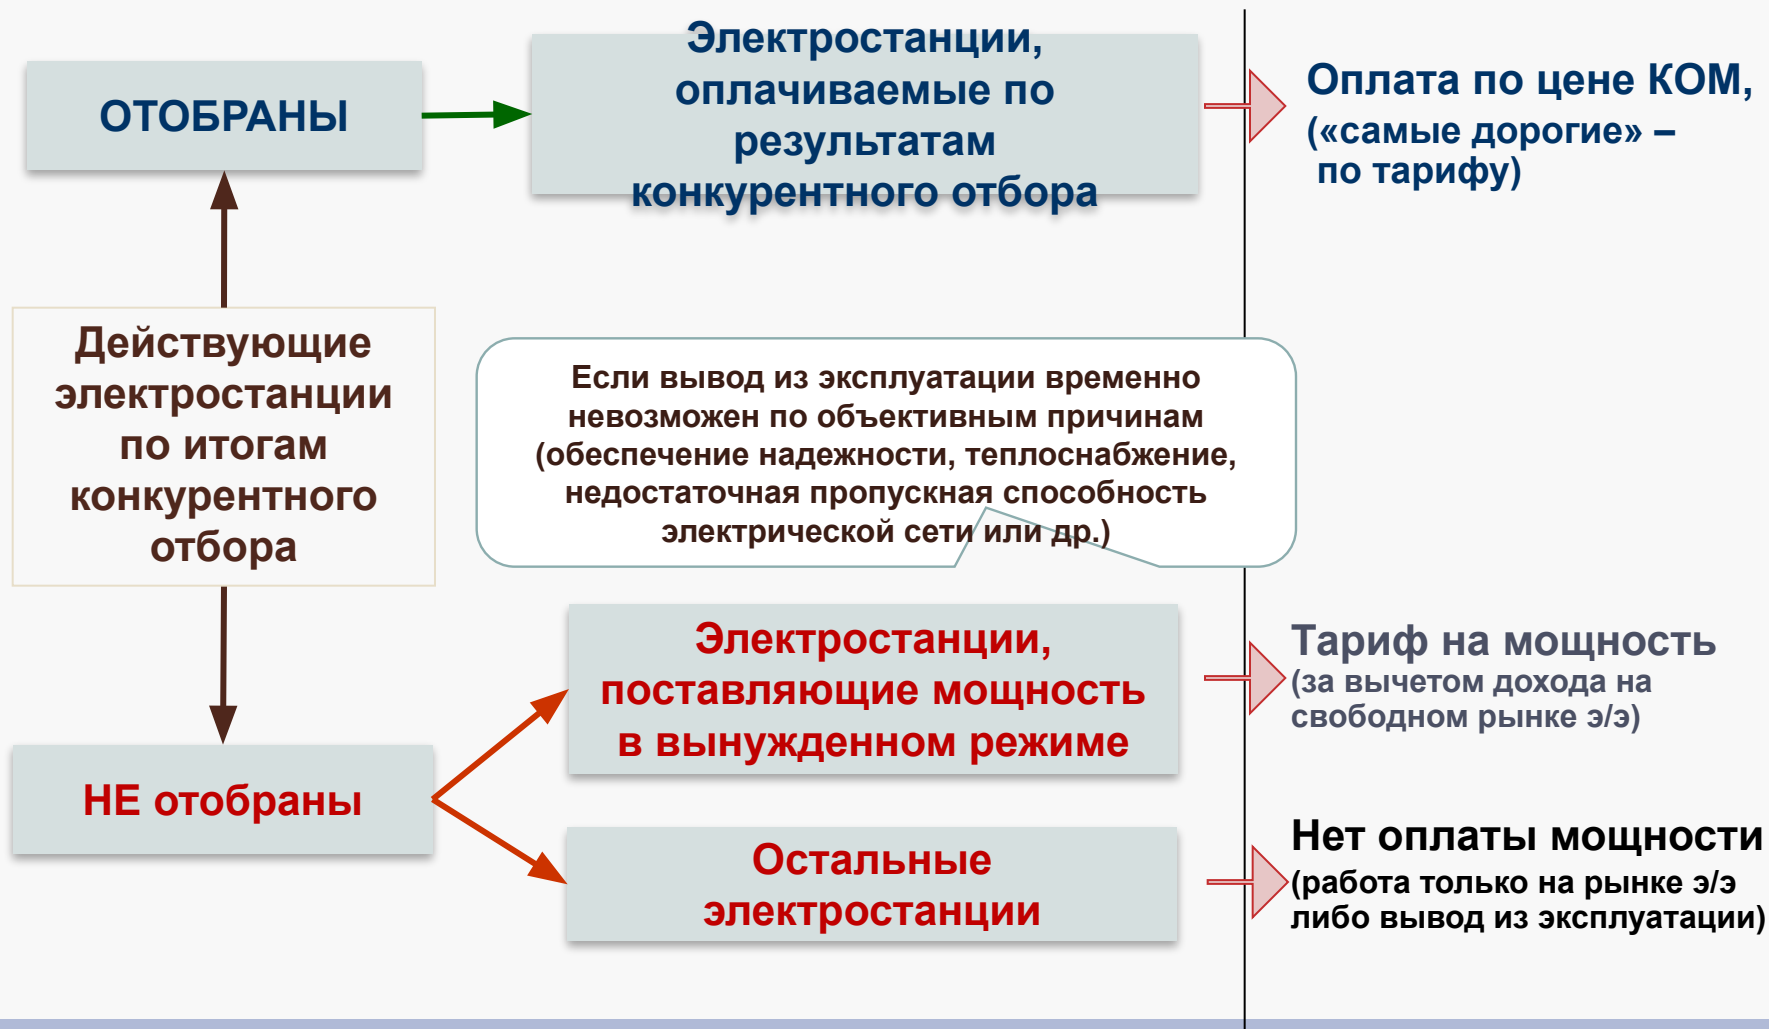 ОТОБРАНЫ
Электростанции,
оплачиваемые по
результатам
конкурентного отбора
Оплата по цене КОМ,
(«самые дорогие» –
по тарифу)
Действующие
электростанции
по итогам
конкурентного
отбора
Если вывод из эксплуатации временно
невозможен по объективным причинам
(обеспечение надежности, теплоснабжение,
недостаточная пропускная способность
электрической сети или др.)
НЕ отобраны
Электростанции,
поставляющие мощность
в вынужденном режиме
Тариф на мощность
(за вычетом дохода на
свободном рынке э/э)
Остальные
электростанции
Нет оплаты мощности
(работа только на рынке э/э
либо вывод из эксплуатации)